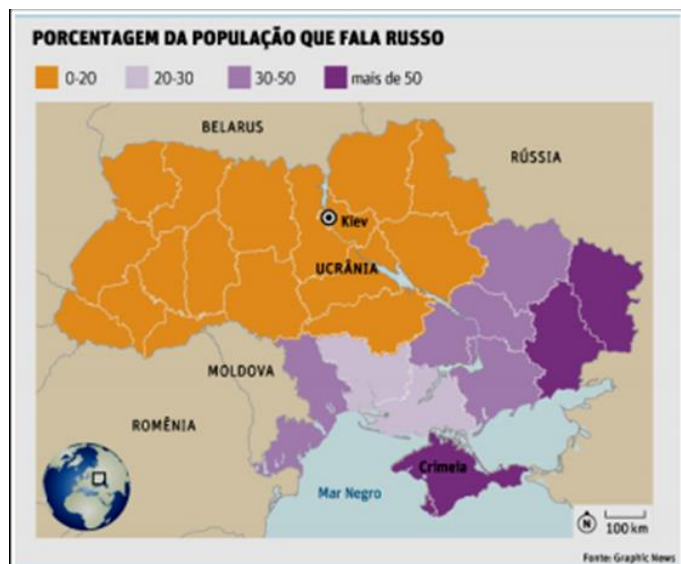 PORCENTAGEM DA POPULAÇÃO QUE FALA RUSSO
0-20
20-30
30-50
mais de 50
BELARUS
RÚSSIA
Kiev
UCRÂNIA
MOLDOVA
ROMÊNIA
Crimeia
Mar Negro
N
100 km
Fonte: Graphic News